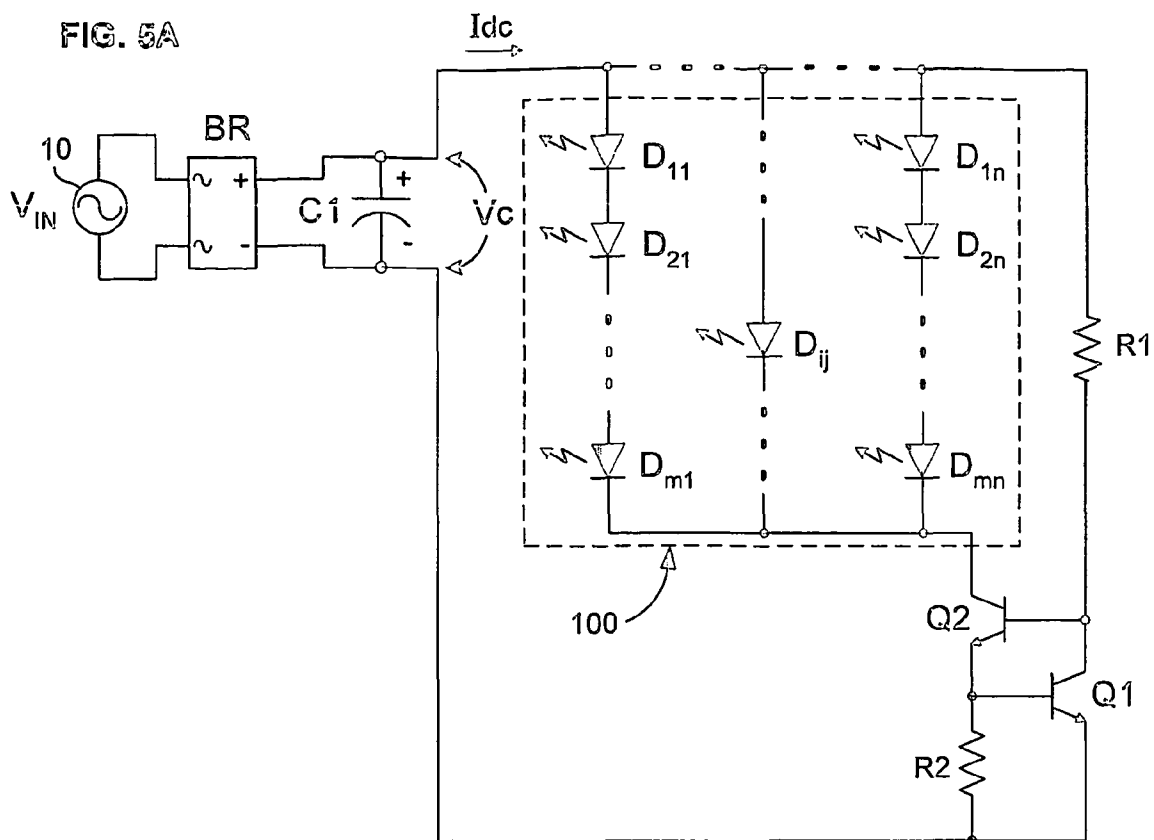 FIG. 5A
Idc
BR
10
V_IN
~ +
~ -
C1
+
-
Vc
D_11
D_1n
D_21
D_2n
D_ij
R1
D_m1
D_mn
100
Q2
Q1
R2